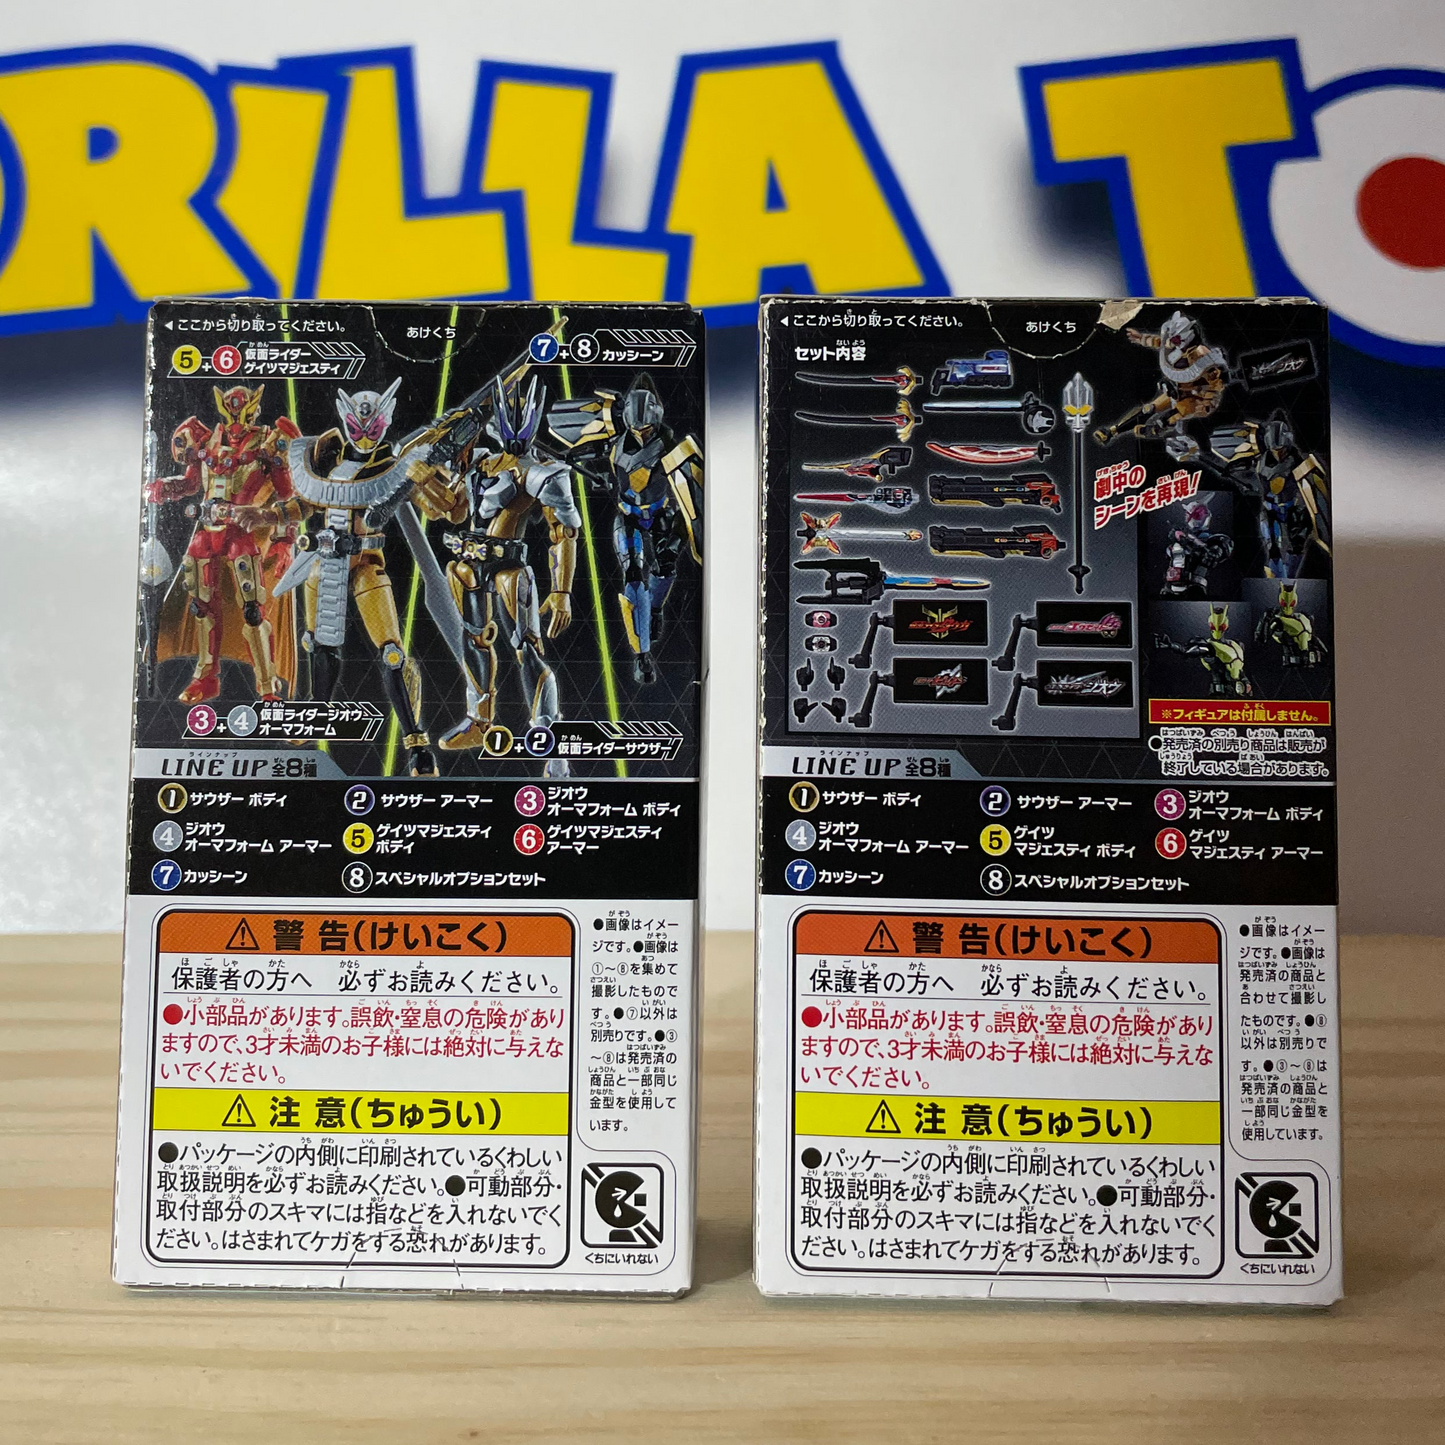 RILLA TO
◀ここから切り取ってください。
あけくち
5+6 仮面ライダー
ゲイツマジェスティ
7+8 カッシーン
3+4 仮面ライダージオウ
オーマフォーム
1+2 仮面ライダーサウザー
LINE UP 全8種
1 サウザー ボディ
2 サウザー アーマー
3 ジオウ
オーマフォーム ボディ
4 ジオウ
オーマフォーム アーマー
5 ゲイツマジェスティ
ボディ
6 ゲイツマジェスティ
アーマー
7 カッシーン
8 スペシャルオプションセット
⚠警告(けいこく)
保護者の方へ 必ずお読みください。
●小部品があります。誤飲・窒息の危険があり
ますので、3才未満のお子様には絶対に与えな
いでください。
⚠注意(ちゅうい)
●パッケージの内側に印刷されているくわしい
取扱説明を必ずお読みください。●可動部分・
取付部分のスキマには指などを入れないでく
ださい。はさまれてケガをする恐れがあります。
●画像はイメー
ジです。●画像は
①~⑧を集めて
撮影したもので
す。●⑦以外は
別売りです。●③
~⑧は発売済の
商品と一部同じ
金型を使用して
います。
くちにいれない
◀ここから切り取ってください。
あけくち
セット内容
劇中の
シーンを再現!
※フィギュアは付属しません。
●発売済の別売り商品は販売が
終了している場合があります。
LINE UP 全8種
1 サウザー ボディ
2 サウザー アーマー
3 ジオウ
オーマフォーム ボディ
4 ジオウ
オーマフォーム アーマー
5 ゲイツ
マジェスティ ボディ
6 ゲイツ
マジェスティ アーマー
7 カッシーン
8 スペシャルオプションセット
⚠警告(けいこく)
保護者の方へ 必ずお読みください。
●小部品があります。誤飲・窒息の危険があり
ますので、3才未満のお子様には絶対に与えな
いでください。
⚠注意(ちゅうい)
●パッケージの内側に印刷されているくわしい
取扱説明を必ずお読みください。●可動部分・
取付部分のスキマには指などを入れないでく
ださい。はさまれてケガをする恐れがあります。
●画像はイメー
ジです。●画像は
発売済の商品と
合わせて撮影し
たものです。●⑧
以外は別売りで
す。●③~⑧は
発売済の商品と
一部同じ金型を
使用しています。
くちにいれない